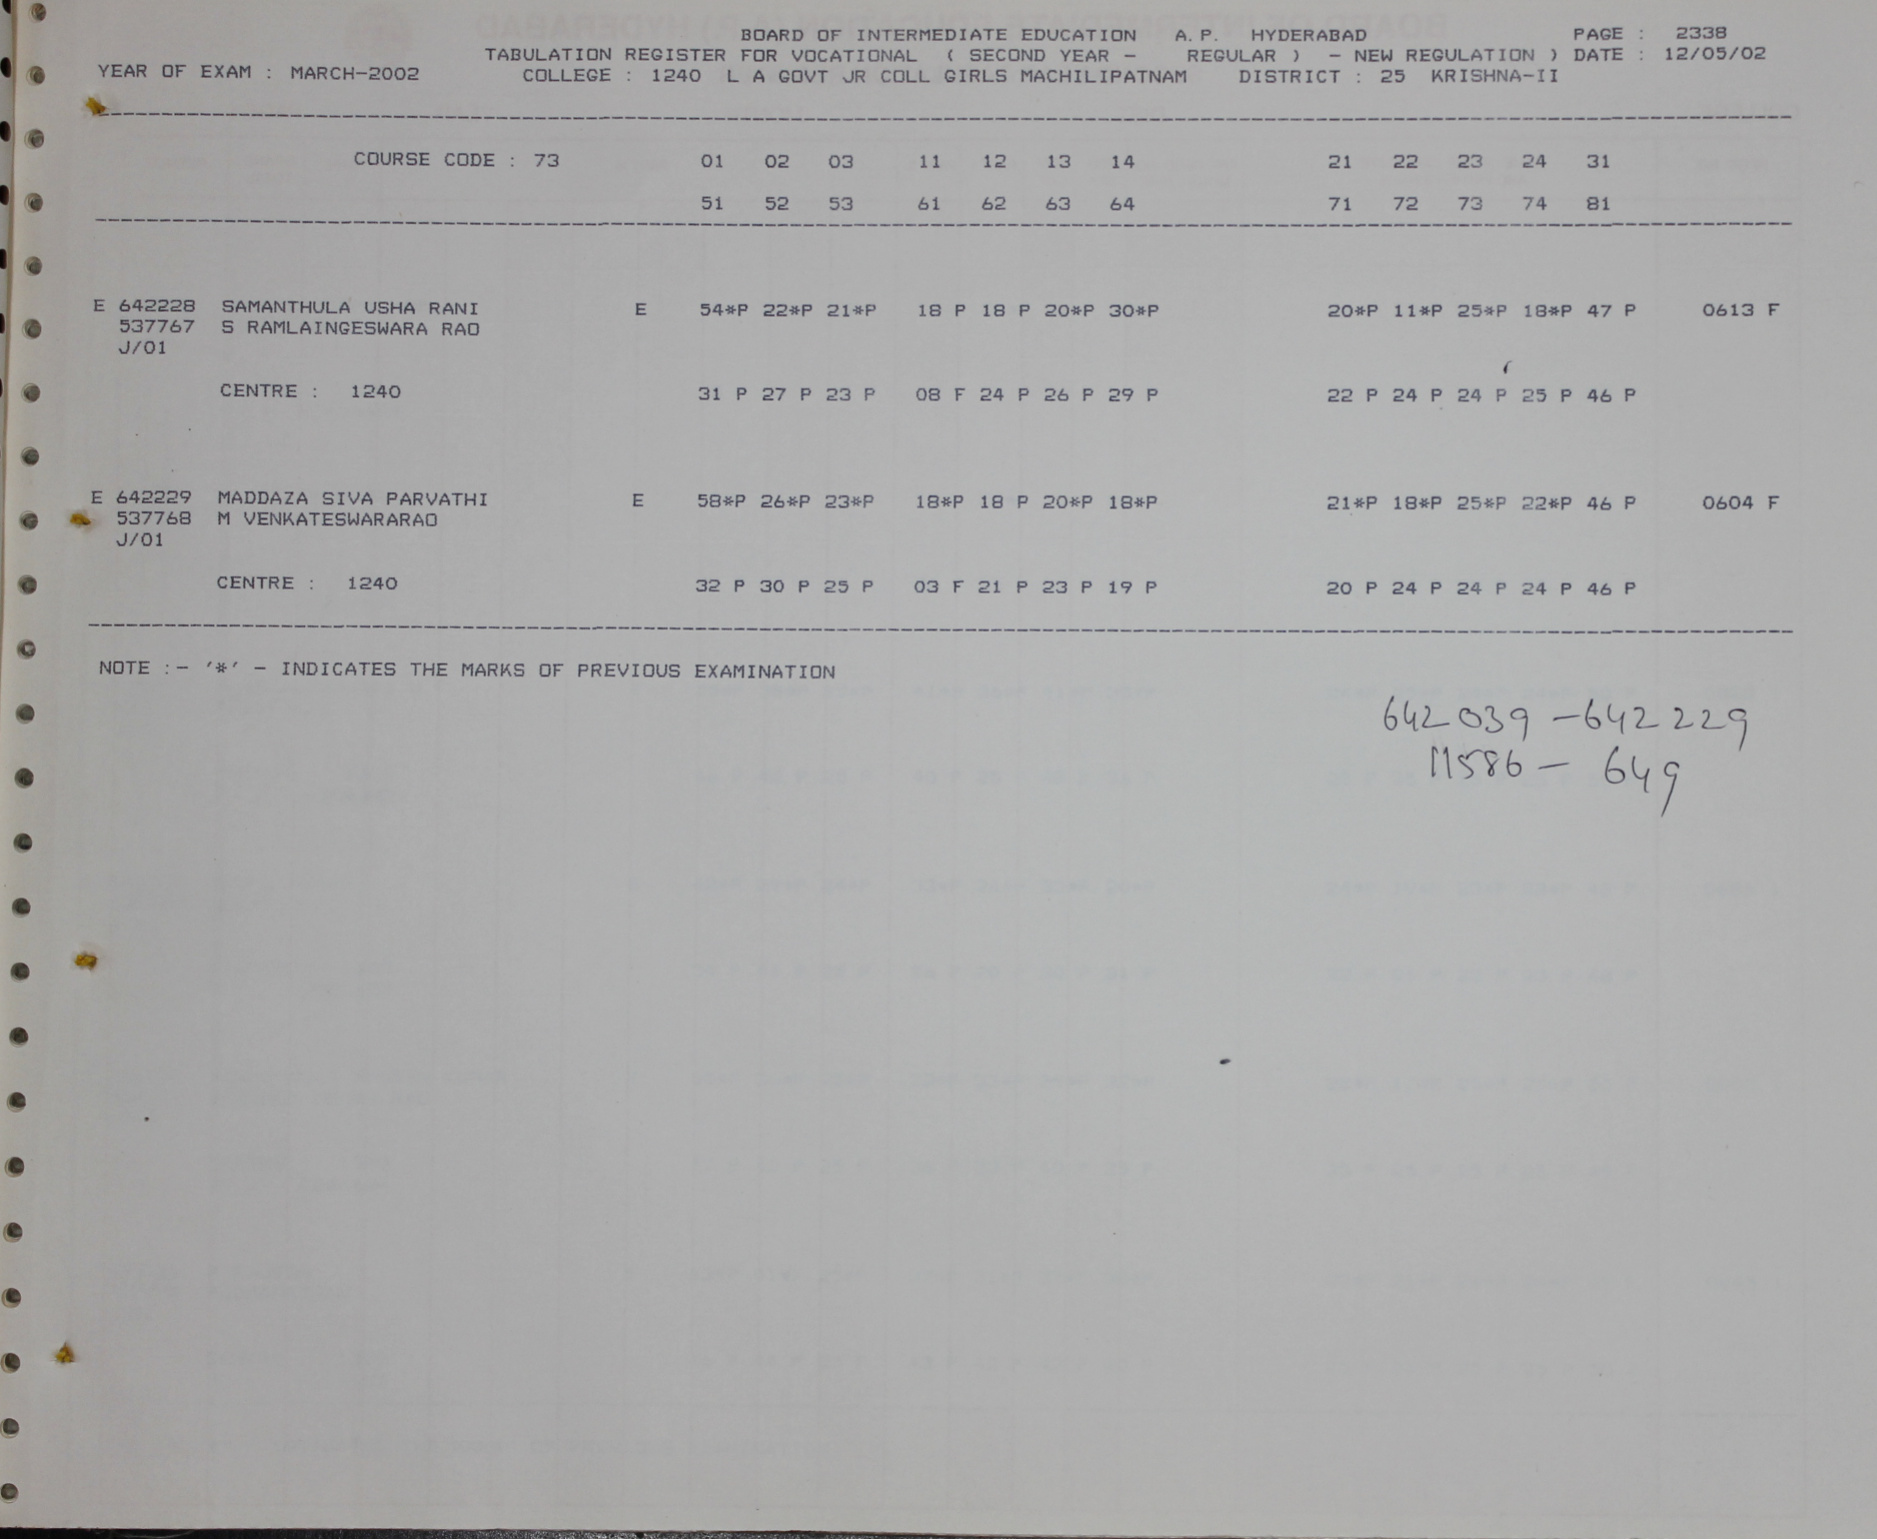 BOARD OF INTERMEDIATE EDUCATION A.P. HYDERABAD PAGE : 2338
TABULATION REGISTER FOR VOCATIONAL ( SECOND YEAR - REGULAR ) - NEW REGULATION ) DATE : 12/05/02
YEAR OF EXAM : MARCH-2002 COLLEGE : 1240 L A GOVT JR COLL GIRLS MACHILIPATNAM DISTRICT : 25 KRISHNA-II
COURSE CODE : 73 01 02 03 11 12 13 14 21 22 23 24 31
51 52 53 61 62 63 64 71 72 73 74 81
E 642228 SAMANTHULA USHA RANI E 54*P 22*P 21*P 18 P 18 P 20*P 30*P 20*P 11*P 25*P 18*P 47 P 0613 F
537767 S RAMLAINGESWARA RAO
J/01
CENTRE : 1240 31 P 27 P 23 P 08 F 24 P 26 P 29 P 22 P 24 P 24 P 25 P 46 P
E 642229 MADDAZA SIVA PARVATHI E 58*P 26*P 23*P 18*P 18 P 20*P 18*P 21*P 18*P 25*P 22*P 46 P 0604 F
537768 M VENKATESWARARAO
J/01
CENTRE : 1240 32 P 30 P 25 P 03 F 21 P 23 P 19 P 20 P 24 P 24 P 24 P 46 P
NOTE :- '*' - INDICATES THE MARKS OF PREVIOUS EXAMINATION
642039 - 642229
11586 - 649